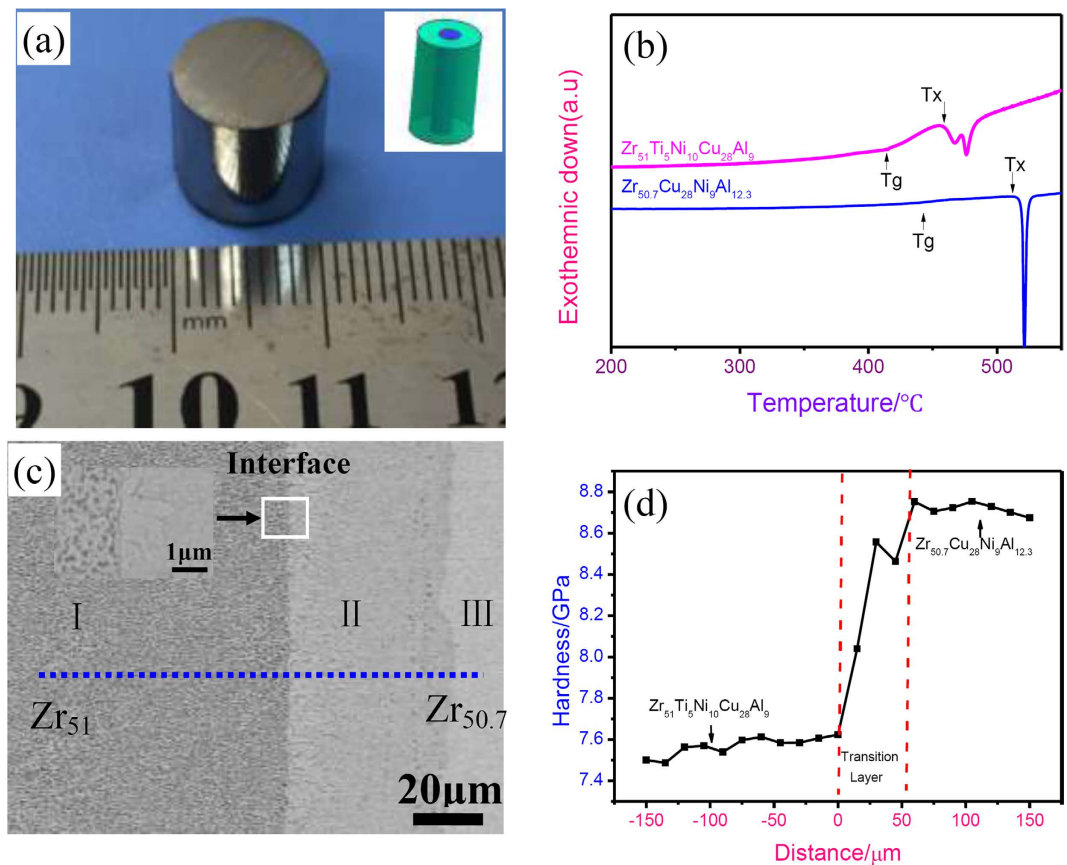 (a)
mm
9 10 11 12
(b)
Exothemnic down(a.u)
Tx
Zr51Ti5Ni10Cu28Al9
Tg
Tx
Zr50.7Cu28Ni9Al12.3
Tg
200 300 400 500
Temperature/°C
(c)
Interface
1μm
I II III
Zr51 Zr50.7
20μm
(d)
Hardness/GPa
8.8
8.6
8.4
8.2
8.0
7.8
7.6
7.4
Zr50.7Cu28Ni9Al12.3
Zr51Ti5Ni10Cu28Al9
Transition
Layer
-150 -100 -50 0 50 100 150
Distance/μm